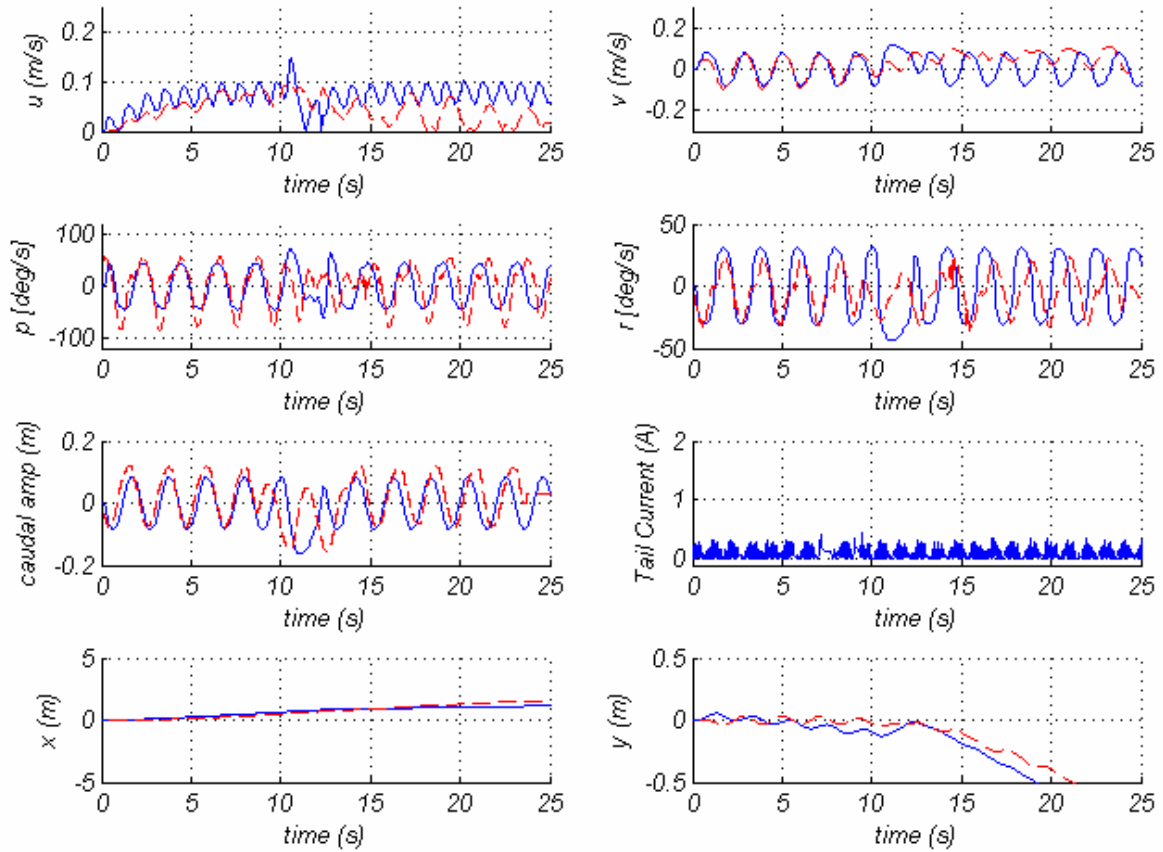 u (m/s)
0.2
0.1
0
0 5 10 15 20 25
time (s)
v (m/s)
0.2
0
-0.2
0 5 10 15 20 25
time (s)
p [deg/s]
100
0
-100
0 5 10 15 20 25
time (s)
r [deg/s]
50
0
-50
0 5 10 15 20 25
time (s)
caudal amp (m)
0.2
0
-0.2
0 5 10 15 20 25
time (s)
Tail Current (A)
2
1
0
0 5 10 15 20 25
time (s)
x (m)
5
0
-5
0 5 10 15 20 25
time (s)
y (m)
0.5
0
-0.5
0 5 10 15 20 25
time (s)